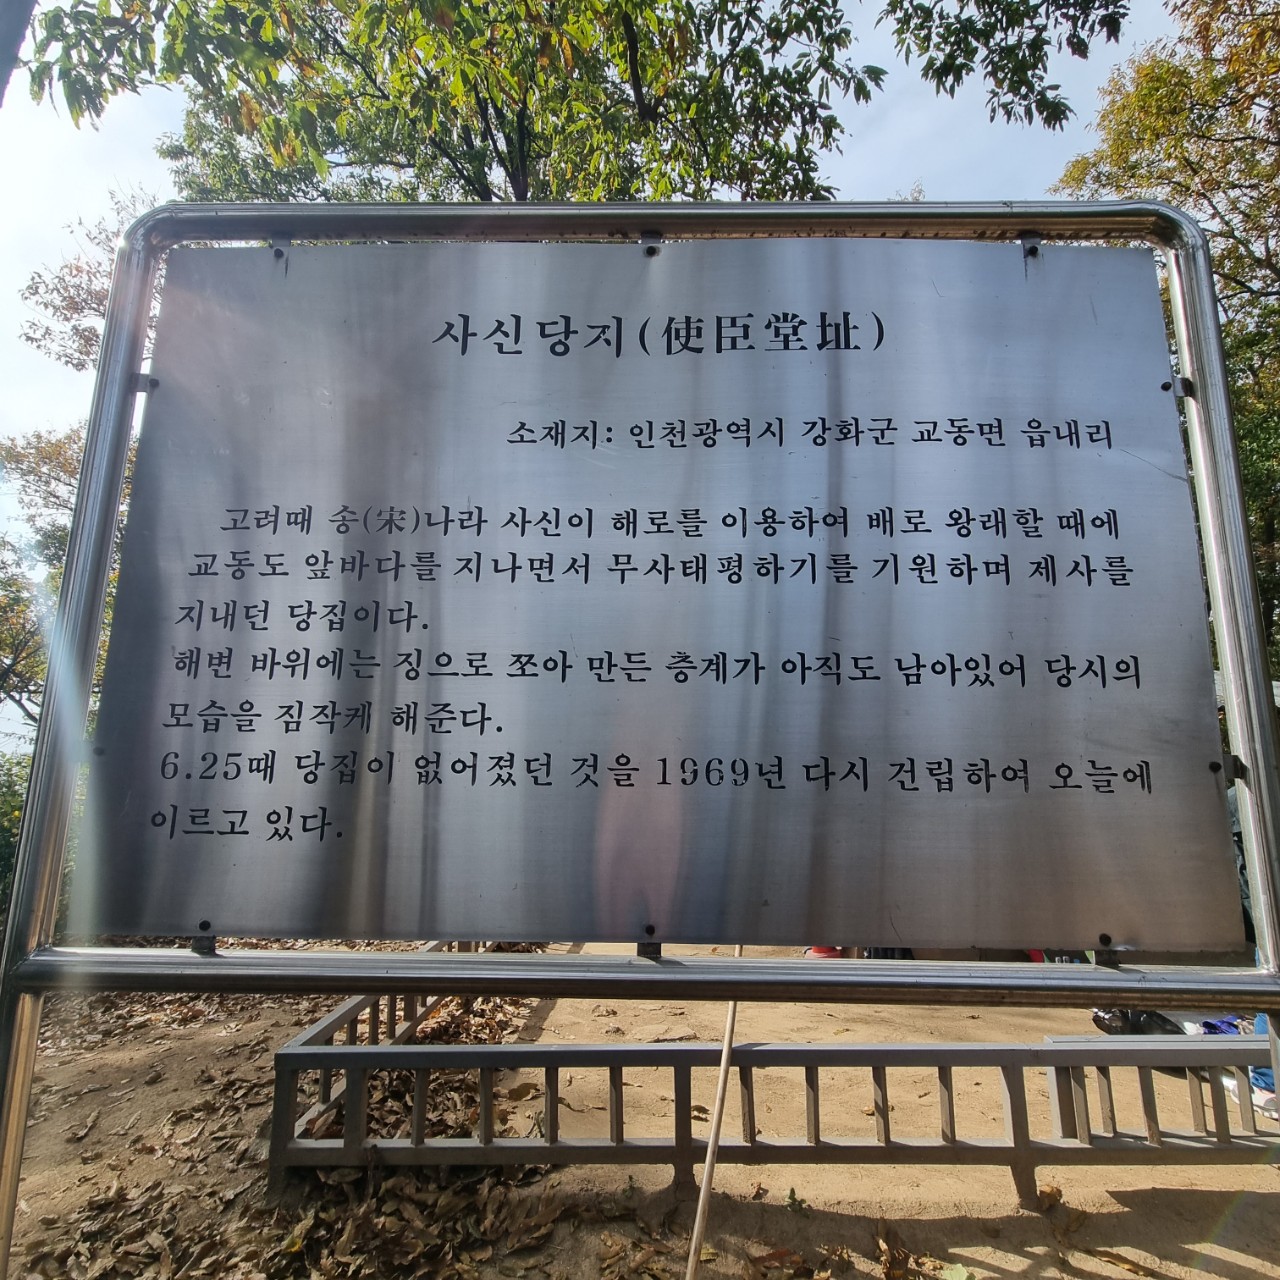 사신당지(使臣堂址)
소재지: 인천광역시 강화군 교동면 읍내리
고려때 송(宋)나라 사신이 해로를 이용하여 배로 왕래할 때에
교동도 앞바다를 지나면서 무사태평하기를 기원하며 제사를
지내던 당집이다.
해변 바위에는 징으로 쪼아 만든 층계가 아직도 남아있어 당시의
모습을 짐작케 해준다.
6.25때 당집이 없어졌던 것을 1969년 다시 건립하여 오늘에
이르고 있다.